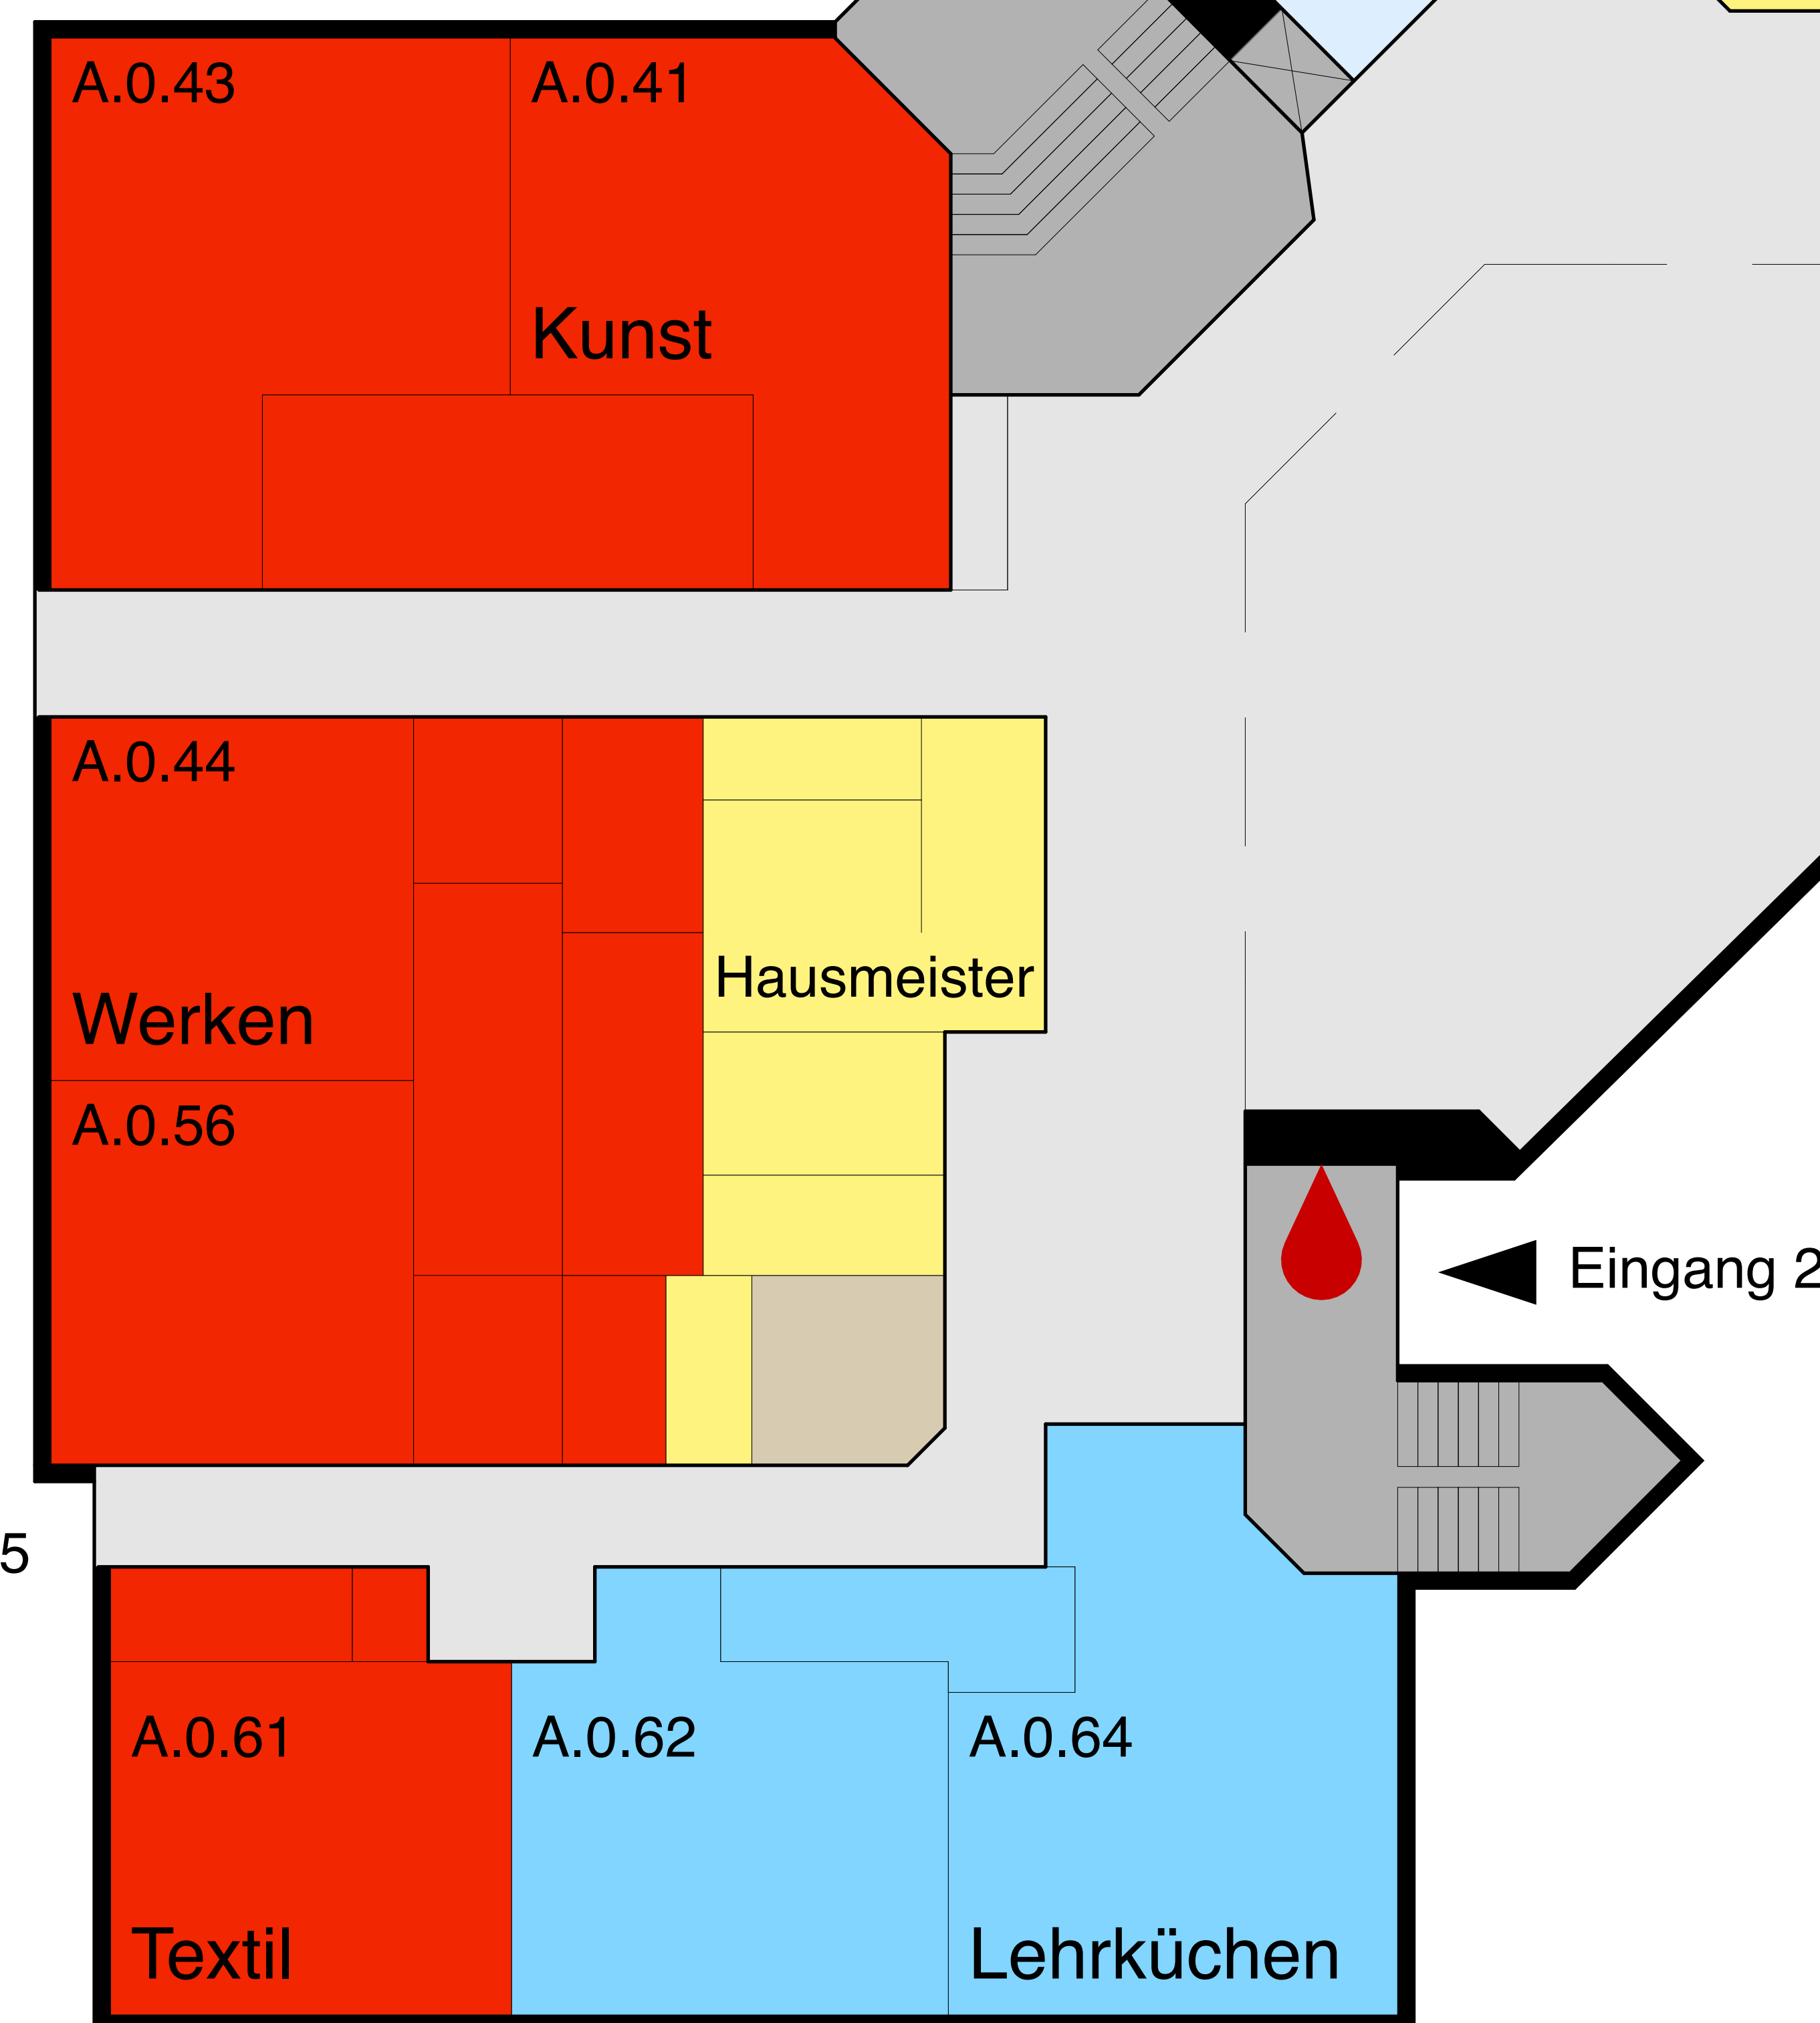 A.0.43
A.0.41
Kunst
A.0.44
Werken
Hausmeister
A.0.56
Eingang 2
5
A.0.61
A.0.62
A.0.64
Textil
Lehrküchen